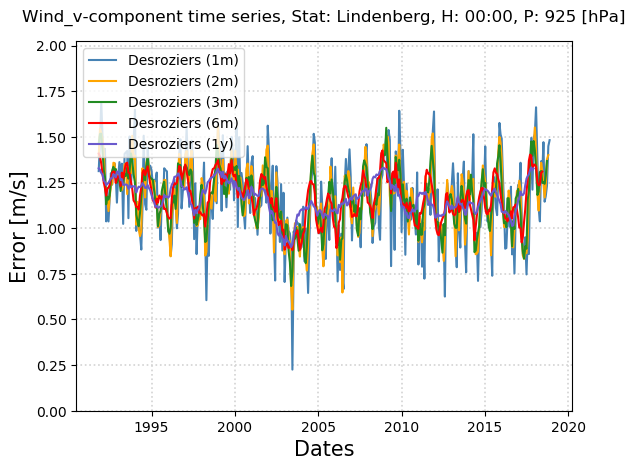 Wind_v-component time series, Stat: Lindenberg, H: 00:00, P: 925 [hPa]
2.00
1.75
1.50
1.25
1.00
0.75
0.50
0.25
0.00
Error [m/s]
Desroziers (1m)
Desroziers (2m)
Desroziers (3m)
Desroziers (6m)
Desroziers (1y)
1995 2000 2005 2010 2015 2020
Dates